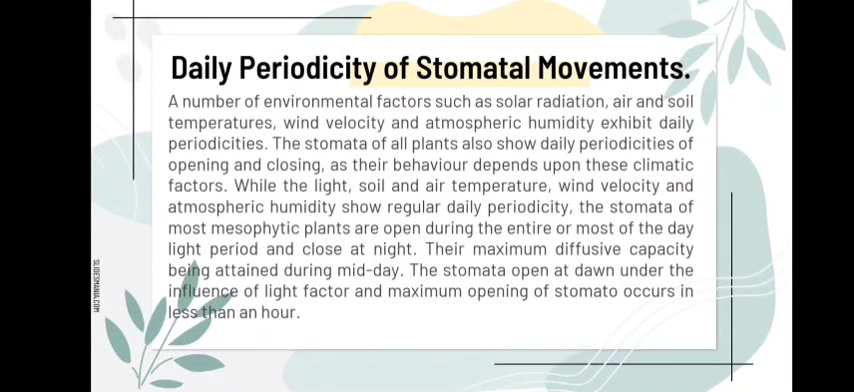 Daily Periodicity of Stomatal Movements.
A number of environmental factors such as solar radiation, air and soil
temperatures, wind velocity and atmospheric humidity exhibit daily
periodicities. The stomata of all plants also show daily periodicities of
opening and closing, as their behaviour depends upon these climatic
factors. While the light, soil and air temperature, wind velocity and
atmospheric humidity show regular daily periodicity, the stomata of
most mesophytic plants are open during the entire or most of the day
light period and close at night. Their maximum diffusive capacity
being attained during mid-day. The stomata open at dawn under the
influence of light factor and maximum opening of stomato occurs in
less than an hour.
SLIDESMANIA.COM